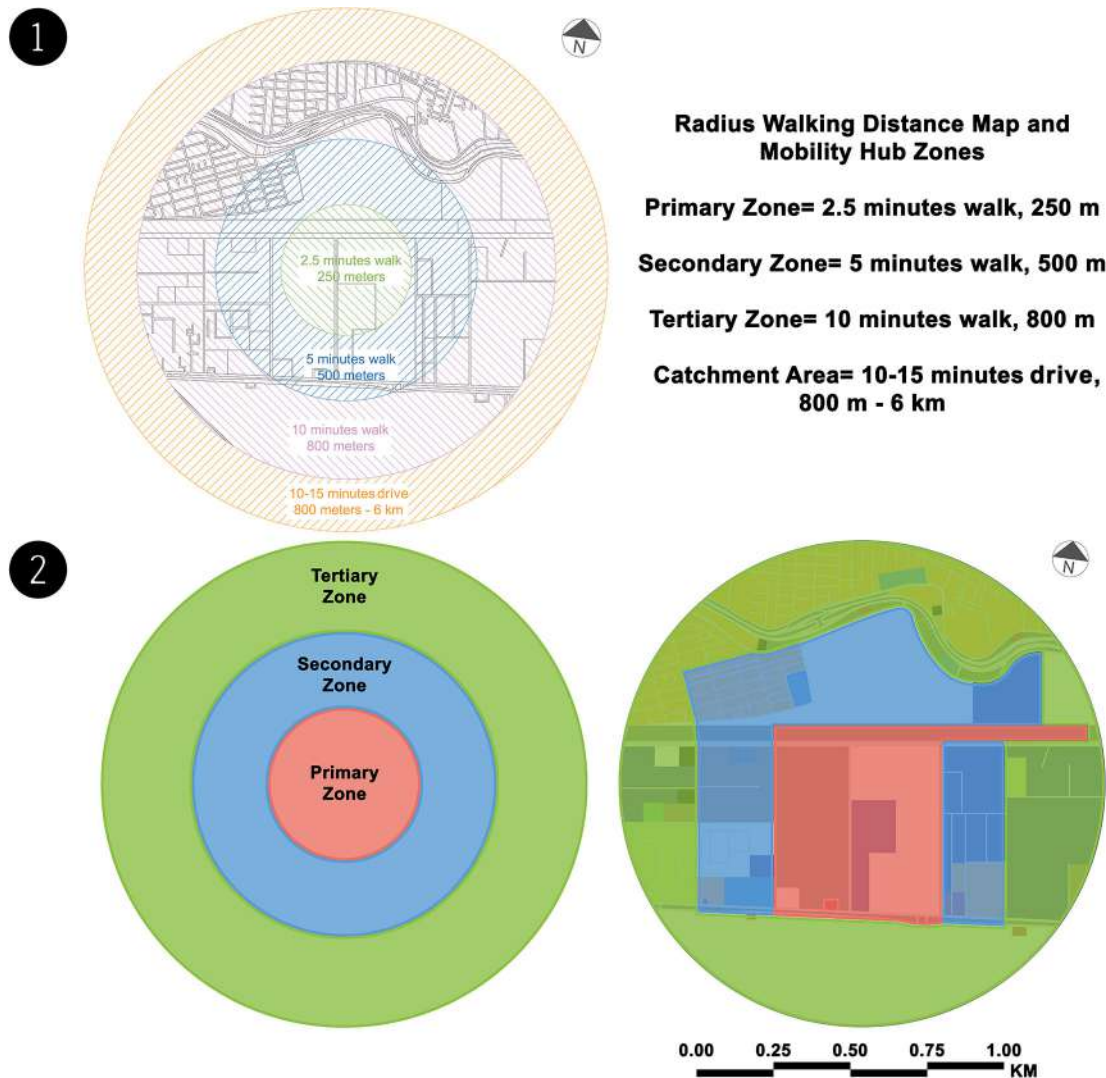 1
N
Radius Walking Distance Map and
Mobility Hub Zones
Primary Zone= 2.5 minutes walk, 250 m
Secondary Zone= 5 minutes walk, 500 m
Tertiary Zone= 10 minutes walk, 800 m
Catchment Area= 10-15 minutes drive,
800 m - 6 km
2.5 minutes walk
250 meters
5 minutes walk
500 meters
10 minutes walk
800 meters
10-15 minutes drive
800 meters - 6 km
2
Tertiary
Zone
Secondary
Zone
Primary
Zone
N
0.00 0.25 0.50 0.75 1.00
KM